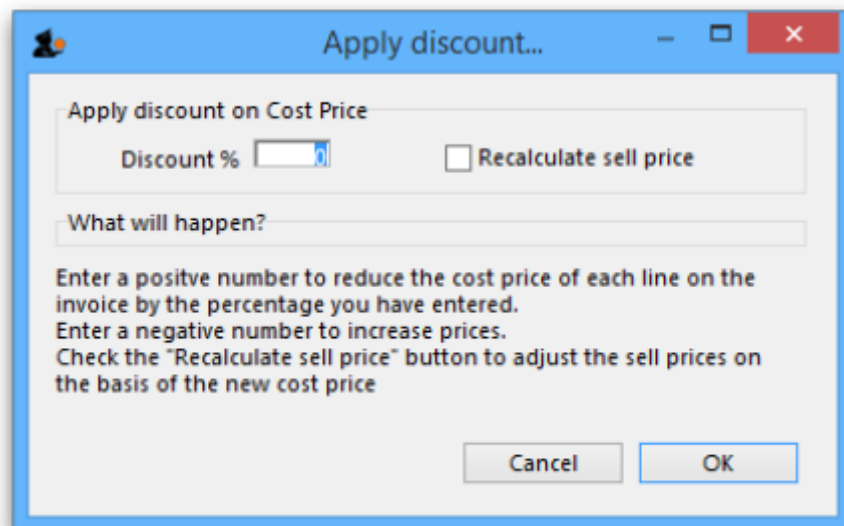 Apply discount...
Apply discount on Cost Price
Discount % 0 Recalculate sell price
What will happen?
Enter a positve number to reduce the cost price of each line on the
invoice by the percentage you have entered.
Enter a negative number to increase prices.
Check the "Recalculate sell price" button to adjust the sell prices on
the basis of the new cost price
Cancel OK